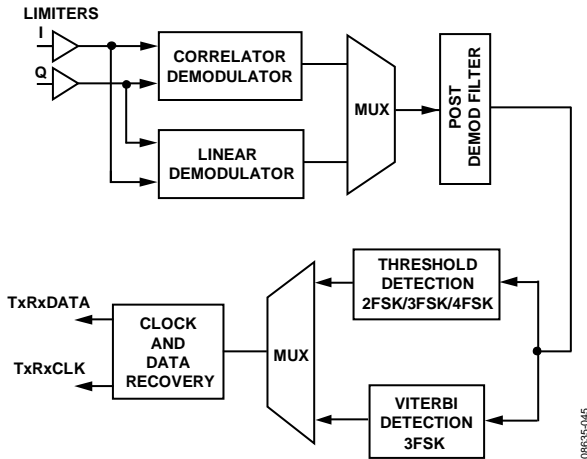 LIMITERS
I
Q
CORRELATOR
DEMODULATOR
LINEAR
DEMODULATOR
MUX
POST
DEMOD FILTER
THRESHOLD
DETECTION
2FSK/3FSK/4FSK
VITERBI
DETECTION
3FSK
MUX
CLOCK
AND
DATA
RECOVERY
TxRxDATA
TxRxCLK
08635-045